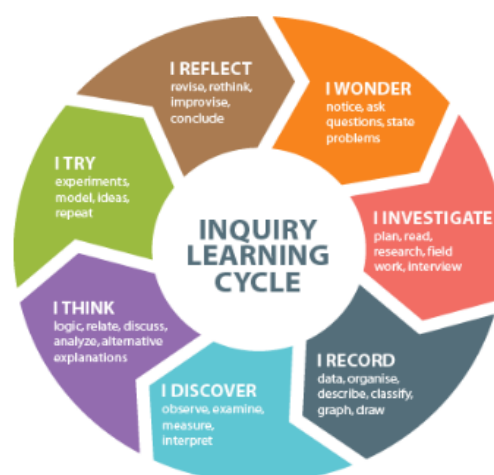 INQUIRY
LEARNING
CYCLE
I WONDER
notice, ask
questions, state
problems
I INVESTIGATE
plan, read,
research, field
work, interview
I RECORD
data, organise,
describe, classify,
graph, draw
I DISCOVER
observe, examine,
measure,
interpret
I THINK
logic, relate, discuss,
analyze, alternative
explanations
I TRY
experiments,
model, ideas,
repeat
I REFLECT
revise, rethink,
improvise,
conclude